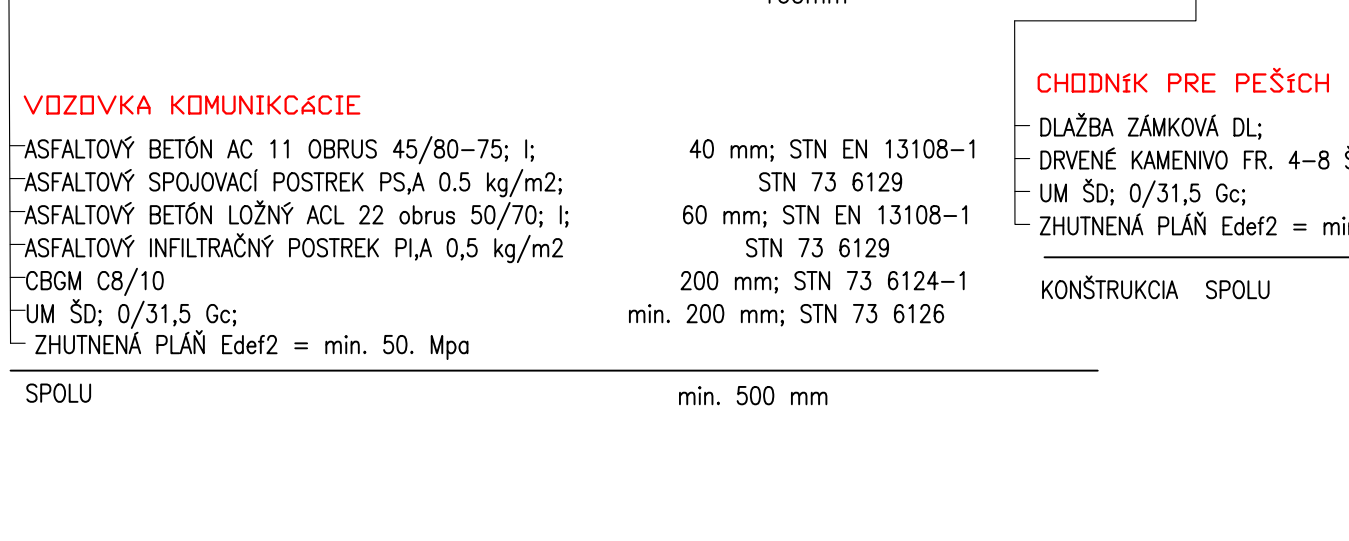 VOZOVKA KOMUNIKCáCIE
ASFALTOVÝ BETÓN AC 11 OBRUS 45/80-75; I; 40 mm; STN EN 13108-1
ASFALTOVÝ SPOJOVACÍ POSTREK PS,A 0.5 kg/m2; STN 73 6129
ASFALTOVÝ BETÓN LOŽNÝ ACL 22 obrus 50/70; I; 60 mm; STN EN 13108-1
ASFALTOVÝ INFILTRAČNÝ POSTREK PI,A 0,5 kg/m2 STN 73 6129
CBGM C8/10 200 mm; STN 73 6124-1
UM ŠD; 0/31,5 Gc; min. 200 mm; STN 73 6126
ZHUTNENÁ PLÁŇ Edef2 = min. 50. Mpa
SPOLU min. 500 mm
CHODNíK PRE PEŠíCH
DLAŽBA ZÁMKOVÁ DL;
DRVENÉ KAMENIVO FR. 4-8
UM ŠD; 0/31,5 Gc;
ZHUTNENÁ PLÁŇ Edef2 =
KONŠTRUKCIA SPOLU